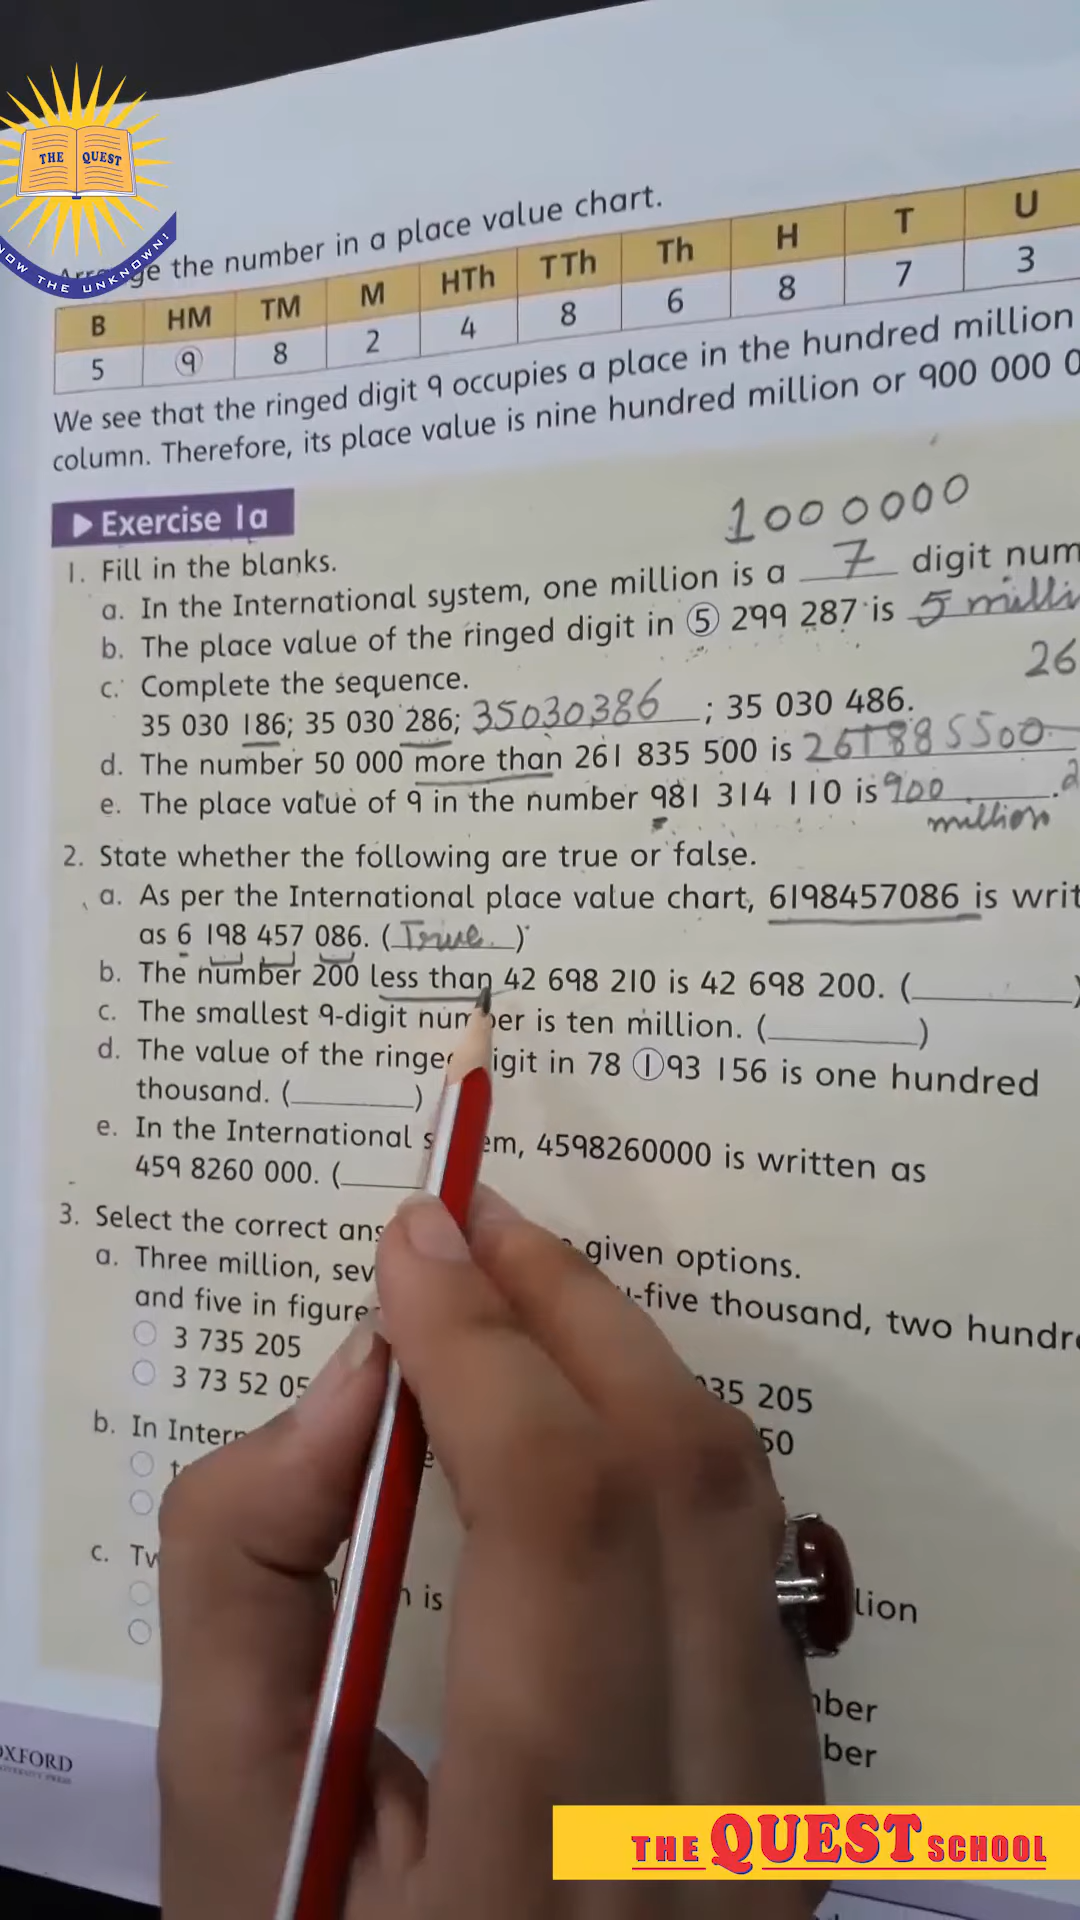 THE QUEST
NOW THE UNKNOWN!
the number in a place value chart.
B HM TM M HTh TTh Th H T U
5 9 8 2 4 8 6 8 7 3
We see that the ringed digit 9 occupies a place in the hundred million
column. Therefore, its place value is nine hundred million or 900 000 0
Exercise 1a
1000000
1. Fill in the blanks.
a. In the International system, one million is a 7 digit num
b. The place value of the ringed digit in 5 299 287 is 5 milli
26
c. Complete the sequence.
35 030 186; 35 030 286; 35030386; 35 030 486.
d. The number 50 000 more than 261 835 500 is 261885500
e. The place value of 9 in the number 981 314 110 is 900.
million
2. State whether the following are true or false.
a. As per the International place value chart, 6198457086 is writ
as 6 198 457 086. (True)
b. The number 200 less than 42 698 210 is 42 698 200. (________)
c. The smallest 9-digit number is ten million. (________)
d. The value of the ringed digit in 78 193 156 is one hundred
thousand. (________)
e. In the International s em, 4598260000 is written as
459 8260 000. (____
3. Select the correct ans given options.
a. Three million, sev -five thousand, two hundr
and five in figure
3 735 205 035 205
3 73 52 05 50
b. In Inter
c. Tw
is lion
ber
ber
OXFORD
THE QUEST SCHOOL